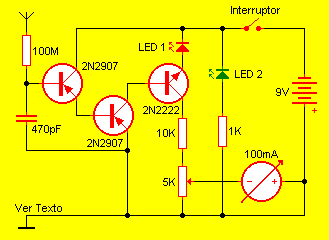 Interruptor
LED 1
100M
2N2907
LED 2
9V
+
2N2222
470pF
10K
1K
2N2907
100mA
5K
- +
Ver Texto